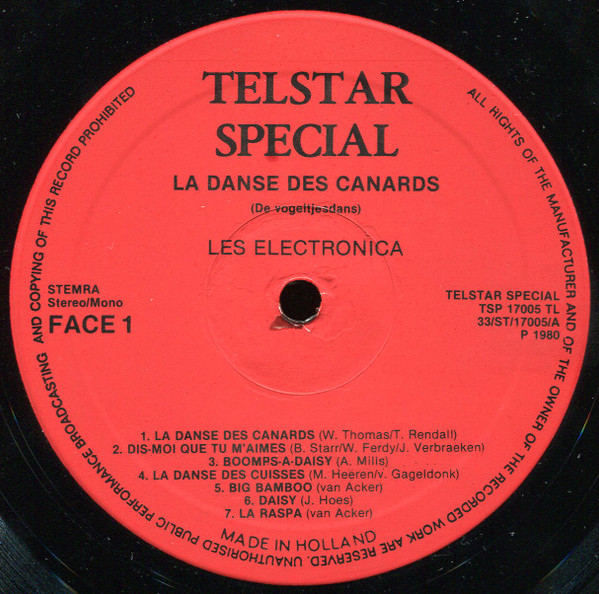 TELSTAR
SPECIAL
LA DANSE DES CANARDS
(De vogeltjesdans)
LES ELECTRONICA
STEMRA
Stereo/Mono
FACE 1
TELSTAR SPECIAL
TSP 17005 TL
33/ST/17005/A
P 1980
1. LA DANSE DES CANARDS (W. Thomas/T. Rendall)
2. DIS-MOI QUE TU M'AIMES (B. Starr/W. Ferdy/J. Verbraeken)
3. BOOMPS-A-DAISY (A. Mills)
4. LA DANSE DES CUISSES (M. Heeren/v. Gageldonk)
5. BIG BAMBOO (van Acker)
6. DAISY (J. Hoes)
7. LA RASPA (van Acker)
MADE IN HOLLAND
ALL RIGHTS OF THE MANUFACTURER AND OF THE OWNER OF THE RECORDED WORK ARE RESERVED. UNAUTHORISED PUBLIC PERFORMANCE BROADCASTING AND COPYING OF THIS RECORD PROHIBITED